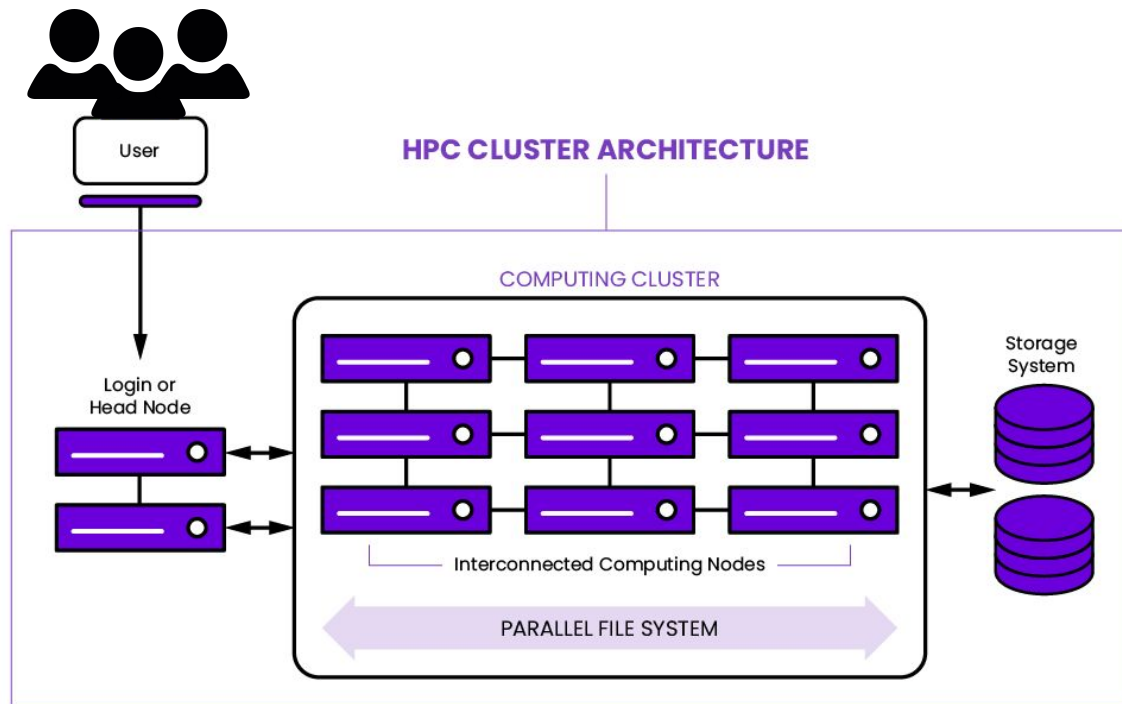 User
HPC CLUSTER ARCHITECTURE
COMPUTING CLUSTER
Login or
Head Node
Storage
System
Interconnected Computing Nodes
PARALLEL FILE SYSTEM